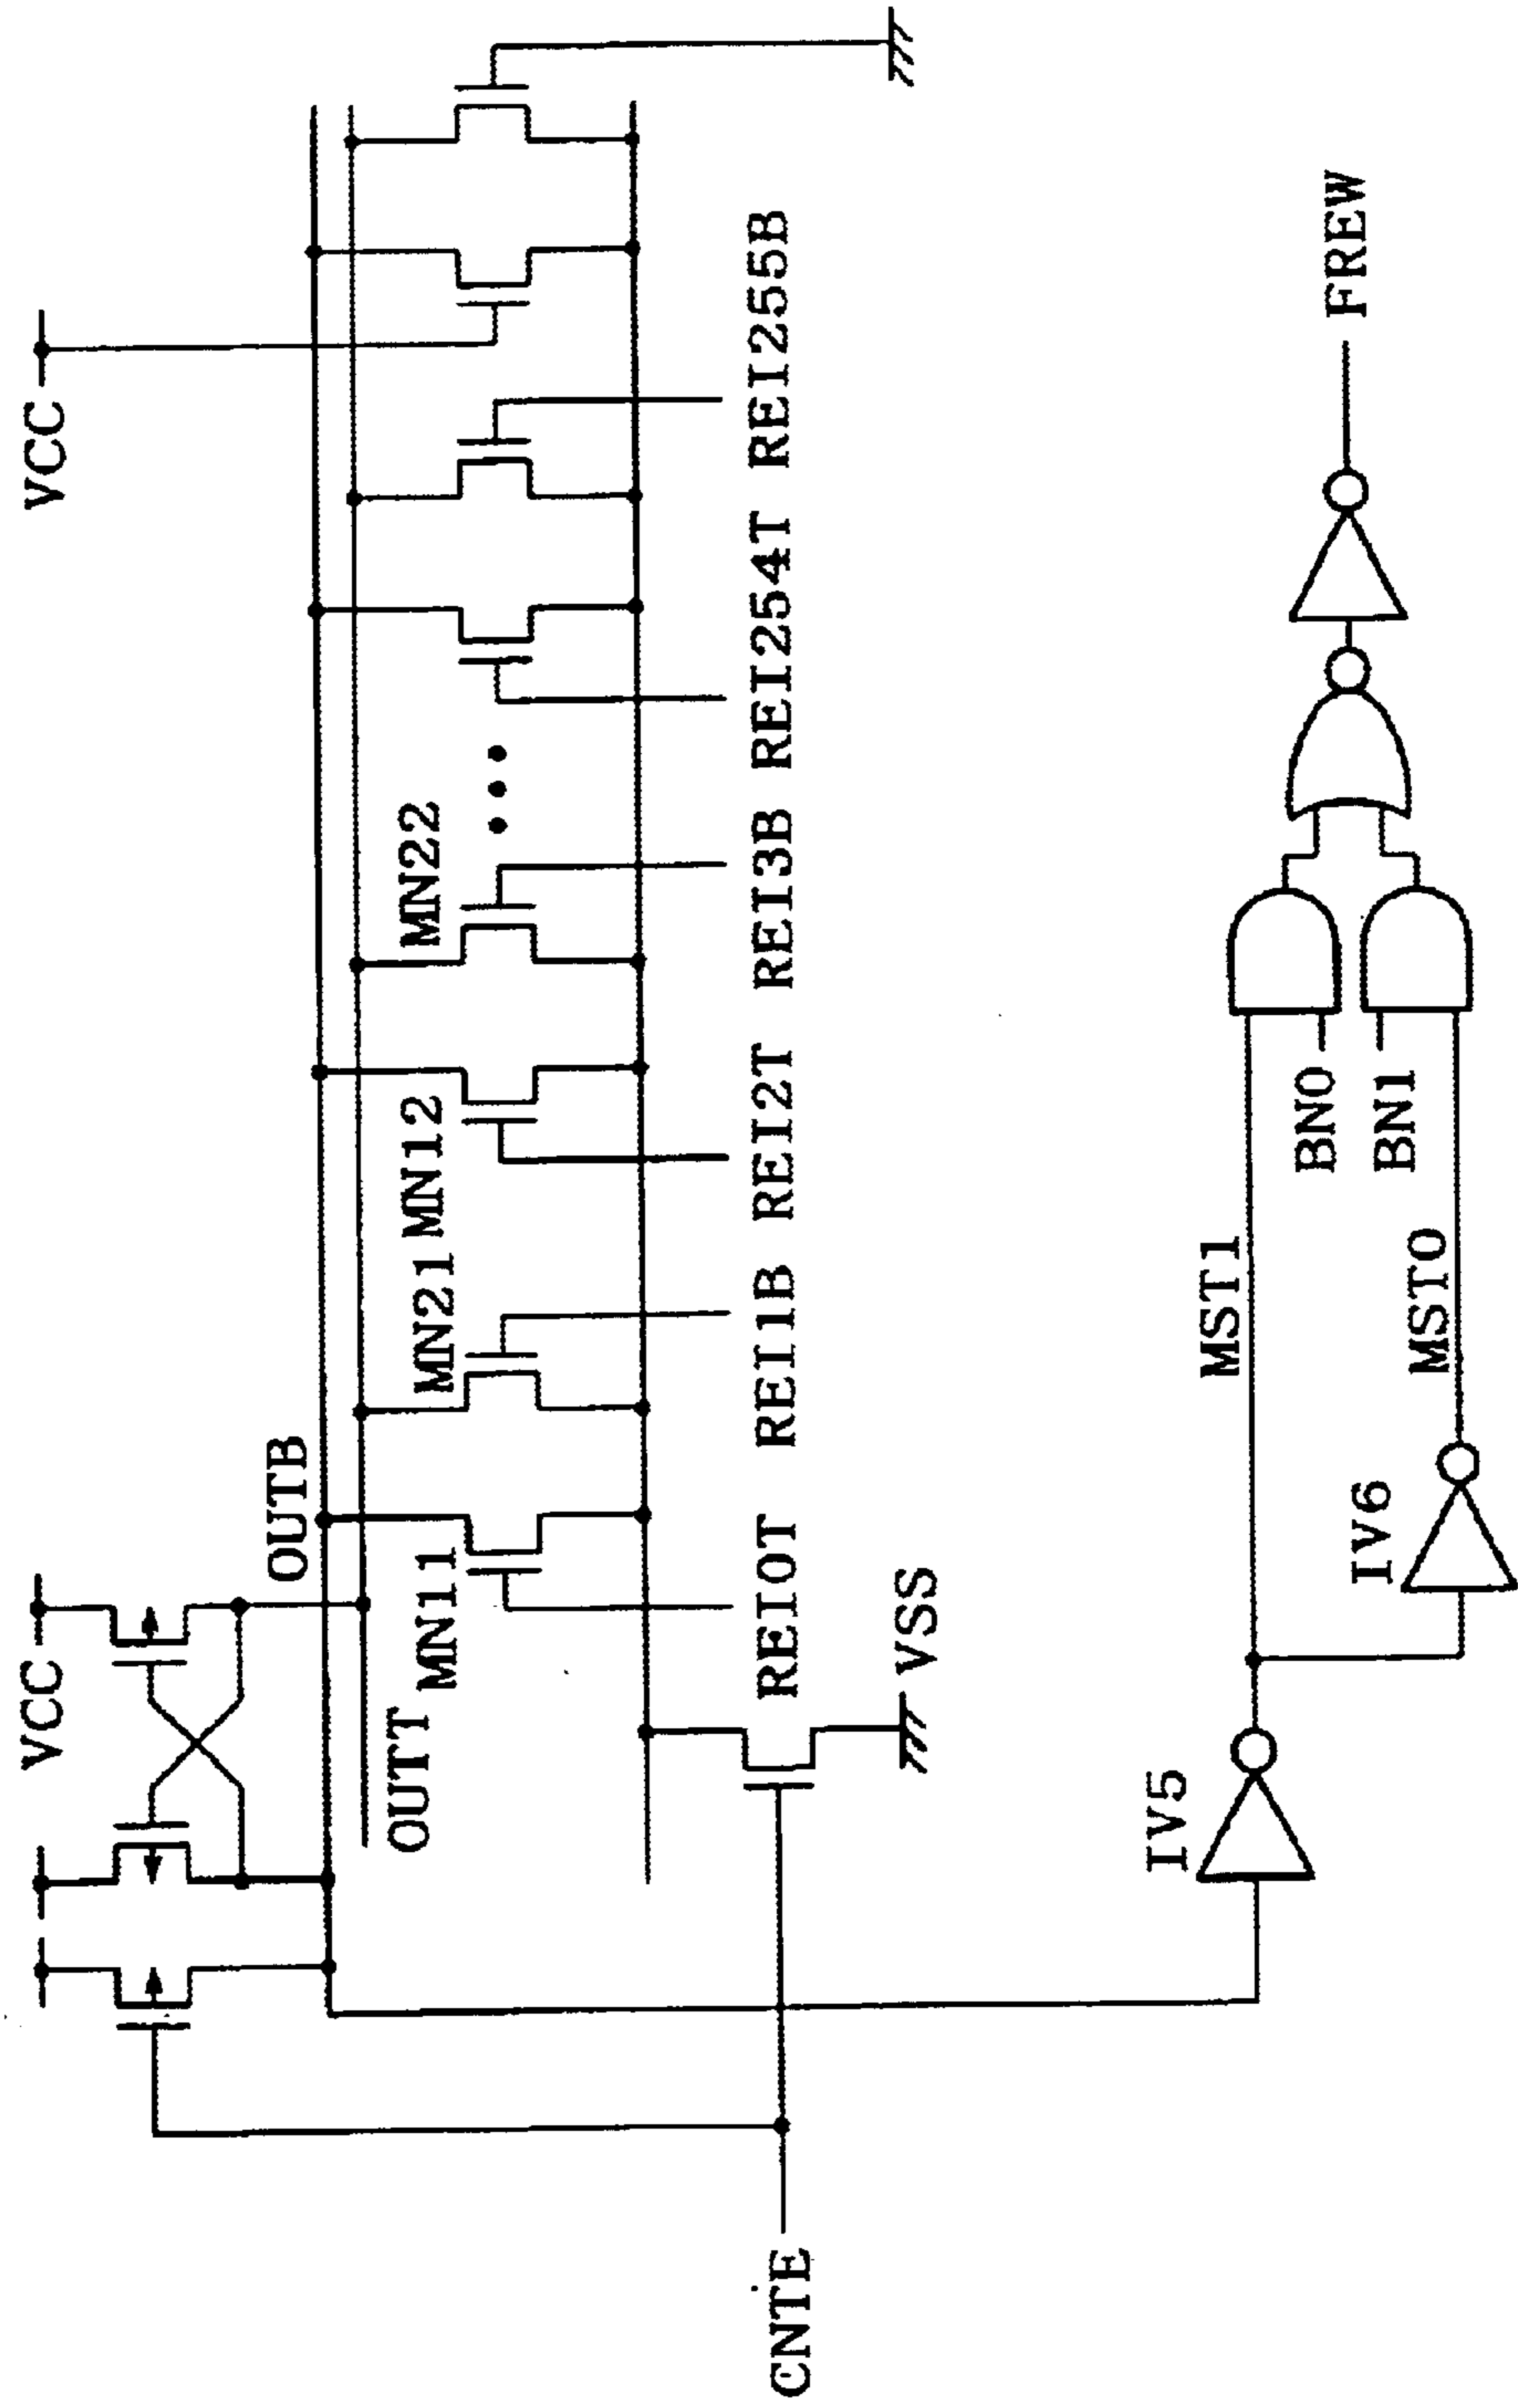 VCC
VCC
OUTB
OUTT
MN11
MN21
MN12
MN22
CNTE
REI0T REI1B REI2T REI3B REI254T REI255B
VSS
IV5
MST1
BN0
FREW
BN1
IV6
MST0